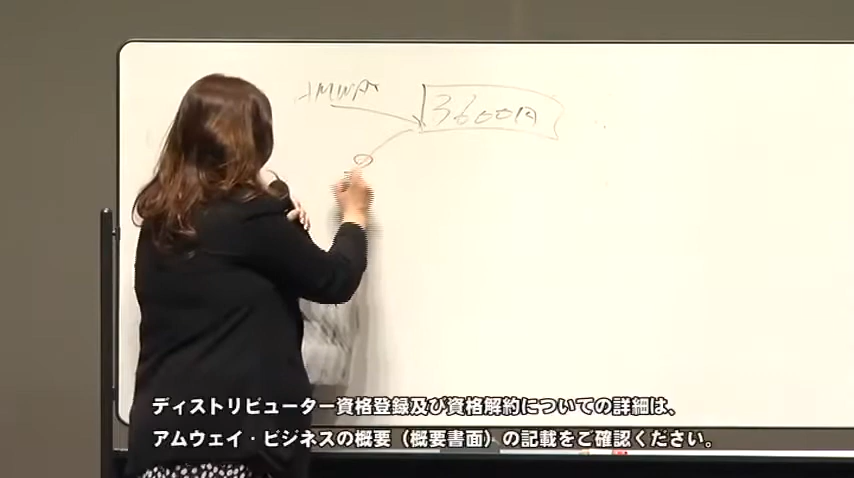 AMWAY
3600円
ディストリビューター資格登録及び資格解約についての詳細は、
アムウェイ・ビジネスの概要（概要書面）の記載をご確認ください。